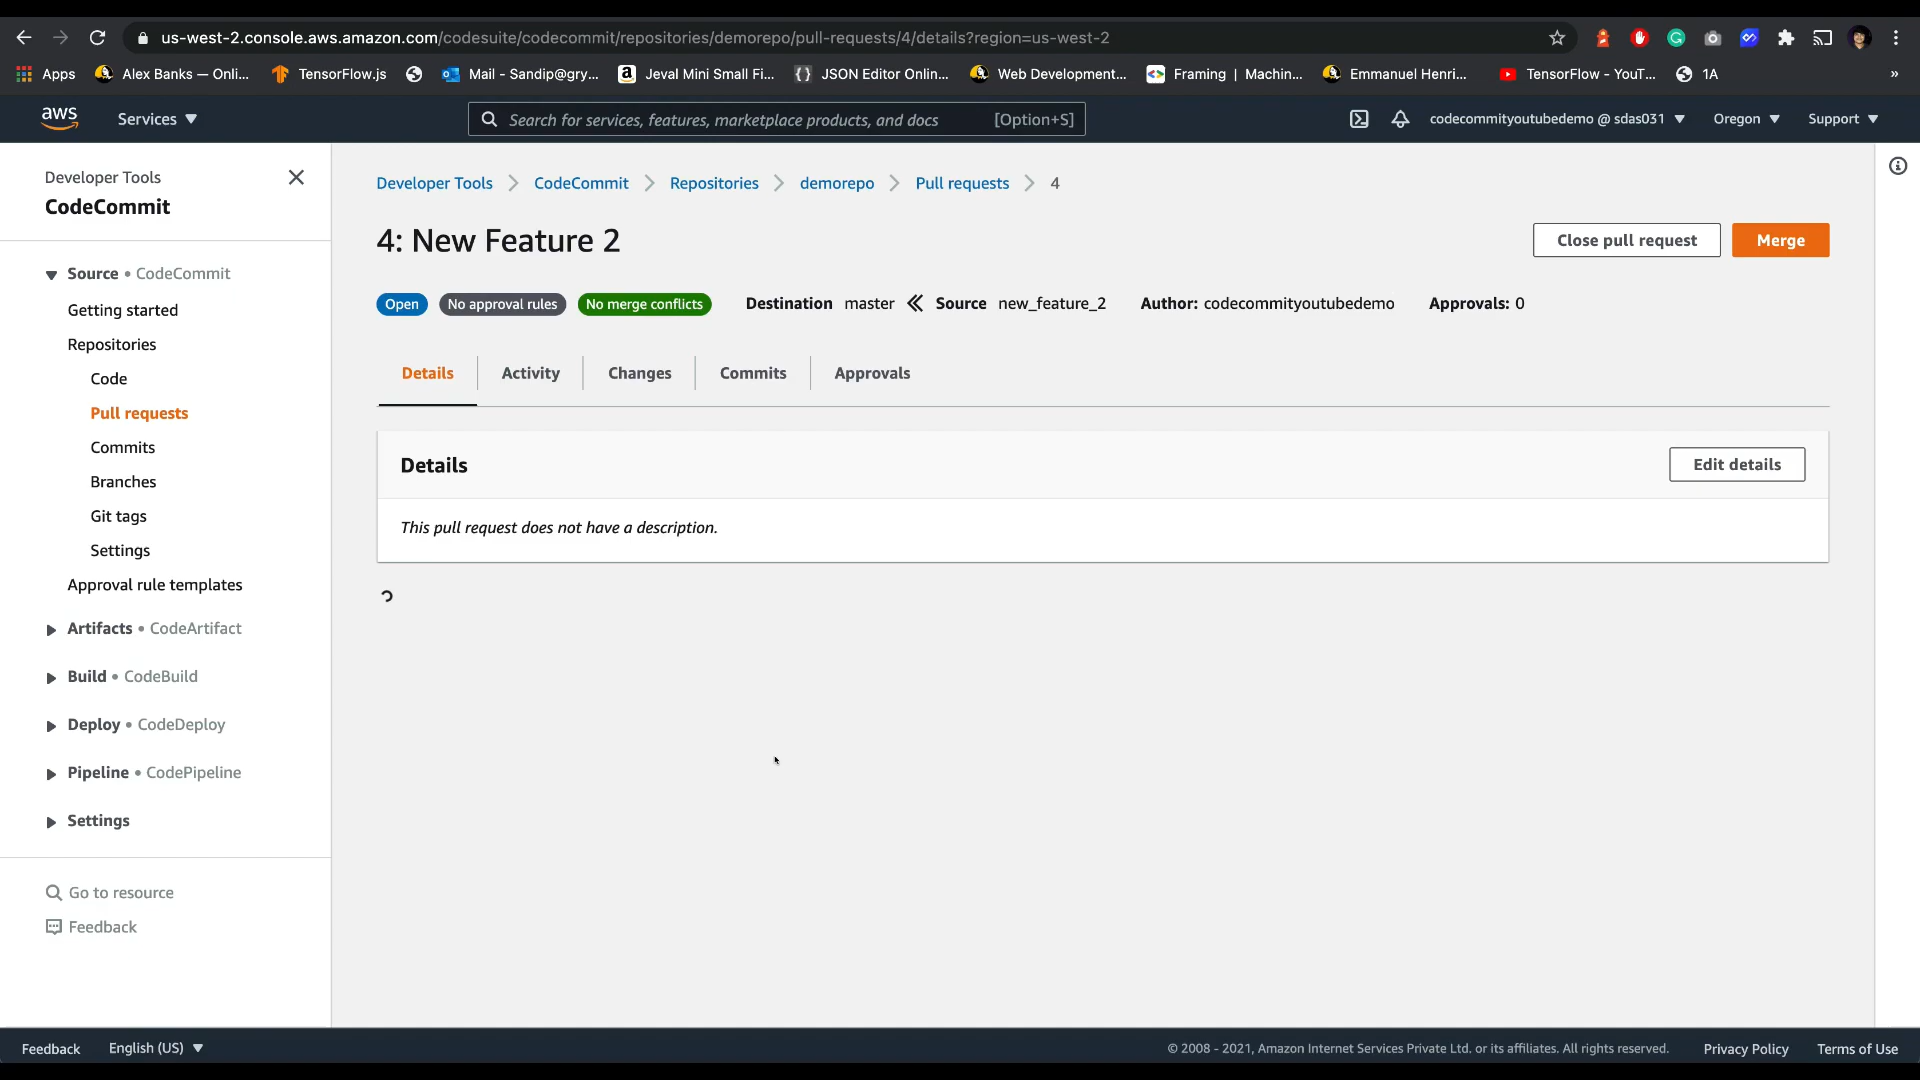 us-west-2.console.aws.amazon.com/codesuite/codecommit/repositories/demorepo/pull-requests/4/details?region=us-west-2
Apps Alex Banks — Onli... TensorFlow.js Mail - Sandip@gry... Jeval Mini Small Fi... JSON Editor Onlin... Web Development... Framing | Machin... Emmanuel Henri... TensorFlow - YouT... 1A »
aws Services Search for services, features, marketplace products, and docs [Option+S] codecommityoutubedemo @ sdas031 Oregon Support
Developer Tools
CodeCommit
Source • CodeCommit
Getting started
Repositories
Code
Pull requests
Commits
Branches
Git tags
Settings
Approval rule templates
Artifacts • CodeArtifact
Build • CodeBuild
Deploy • CodeDeploy
Pipeline • CodePipeline
Settings
Go to resource
Feedback
Developer Tools CodeCommit Repositories demorepo Pull requests 4
4: New Feature 2
Close pull request Merge
Open No approval rules No merge conflicts Destination master Source new_feature_2 Author: codecommityoutubedemo Approvals: 0
Details Activity Changes Commits Approvals
Details
Edit details
This pull request does not have a description.
Feedback English (US) © 2008 - 2021, Amazon Internet Services Private Ltd. or its affiliates. All rights reserved. Privacy Policy Terms of Use